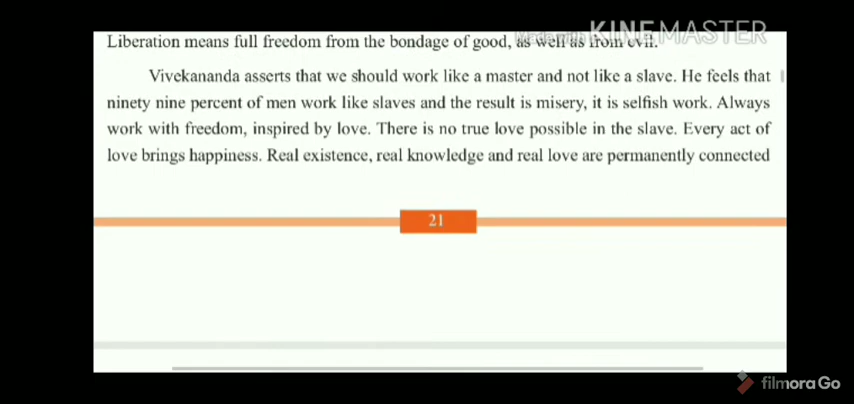 Made with KINEMASTER
Liberation means full freedom from the bondage of good, as well as from evil.
Vivekananda asserts that we should work like a master and not like a slave. He feels that
ninety nine percent of men work like slaves and the result is misery, it is selfish work. Always
work with freedom, inspired by love. There is no true love possible in the slave. Every act of
love brings happiness. Real existence, real knowledge and real love are permanently connected
21
filmora Go